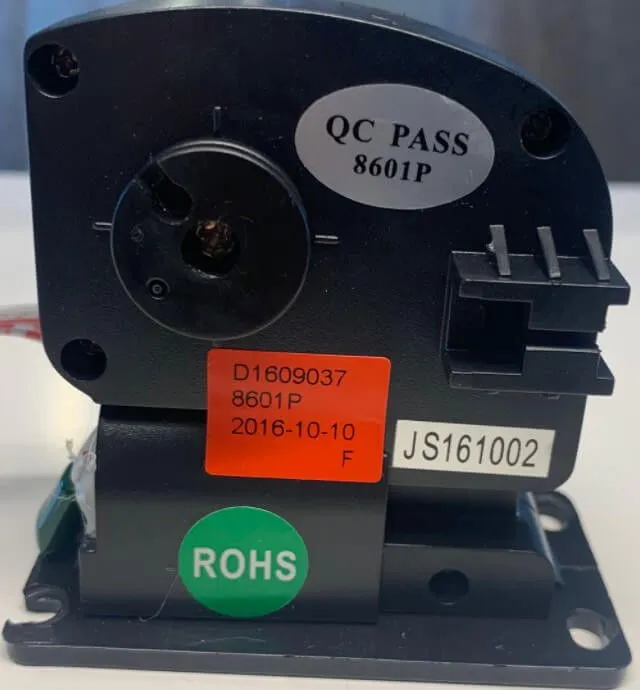 QC PASS
8601P
D1609037
8601P
2016-10-10
F
JS161002
ROHS